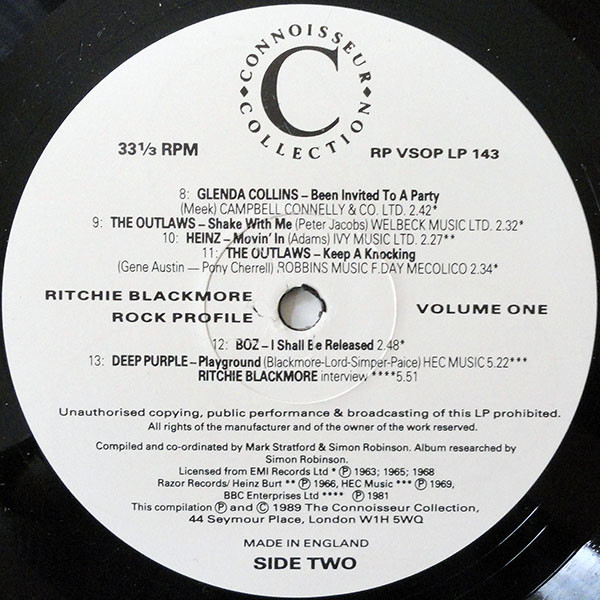 CONNOISSEUR
C
COLLECTION
33⅓ RPM
RP VSOP LP 143
8: GLENDA COLLINS – Been Invited To A Party
(Meek) CAMPBELL CONNELLY & CO. LTD. 2.42*
9: THE OUTLAWS – Shake With Me (Peter Jacobs) WELBECK MUSIC LTD. 2.32*
10: HEINZ – Movin' In (Adams) IVY MUSIC LTD. 2.27**
11: THE OUTLAWS – Keep A Knocking
(Gene Austin – Pony Cherrell) ROBBINS MUSIC F.DAY MECOLICO 2.34*
RITCHIE BLACKMORE
ROCK PROFILE
VOLUME ONE
12: BOZ – I Shall Be Released 2.48*
13: DEEP PURPLE – Playground (Blackmore-Lord-Simper-Paice) HEC MUSIC 5.22***
RITCHIE BLACKMORE interview ****5.51
Unauthorised copying, public performance & broadcasting of this LP prohibited.
All rights of the manufacturer and of the owner of the work reserved.
Compiled and co-ordinated by Mark Stratford & Simon Robinson. Album researched by
Simon Robinson.
Licensed from EMI Records Ltd * ℗ 1963; 1965; 1968
Razor Records/ Heinz Burt ** ℗ 1966, HEC Music *** ℗ 1969,
BBC Enterprises Ltd **** ℗ 1981
This compilation ℗ and © 1989 The Connoisseur Collection,
44 Seymour Place, London W1H 5WQ
MADE IN ENGLAND
SIDE TWO